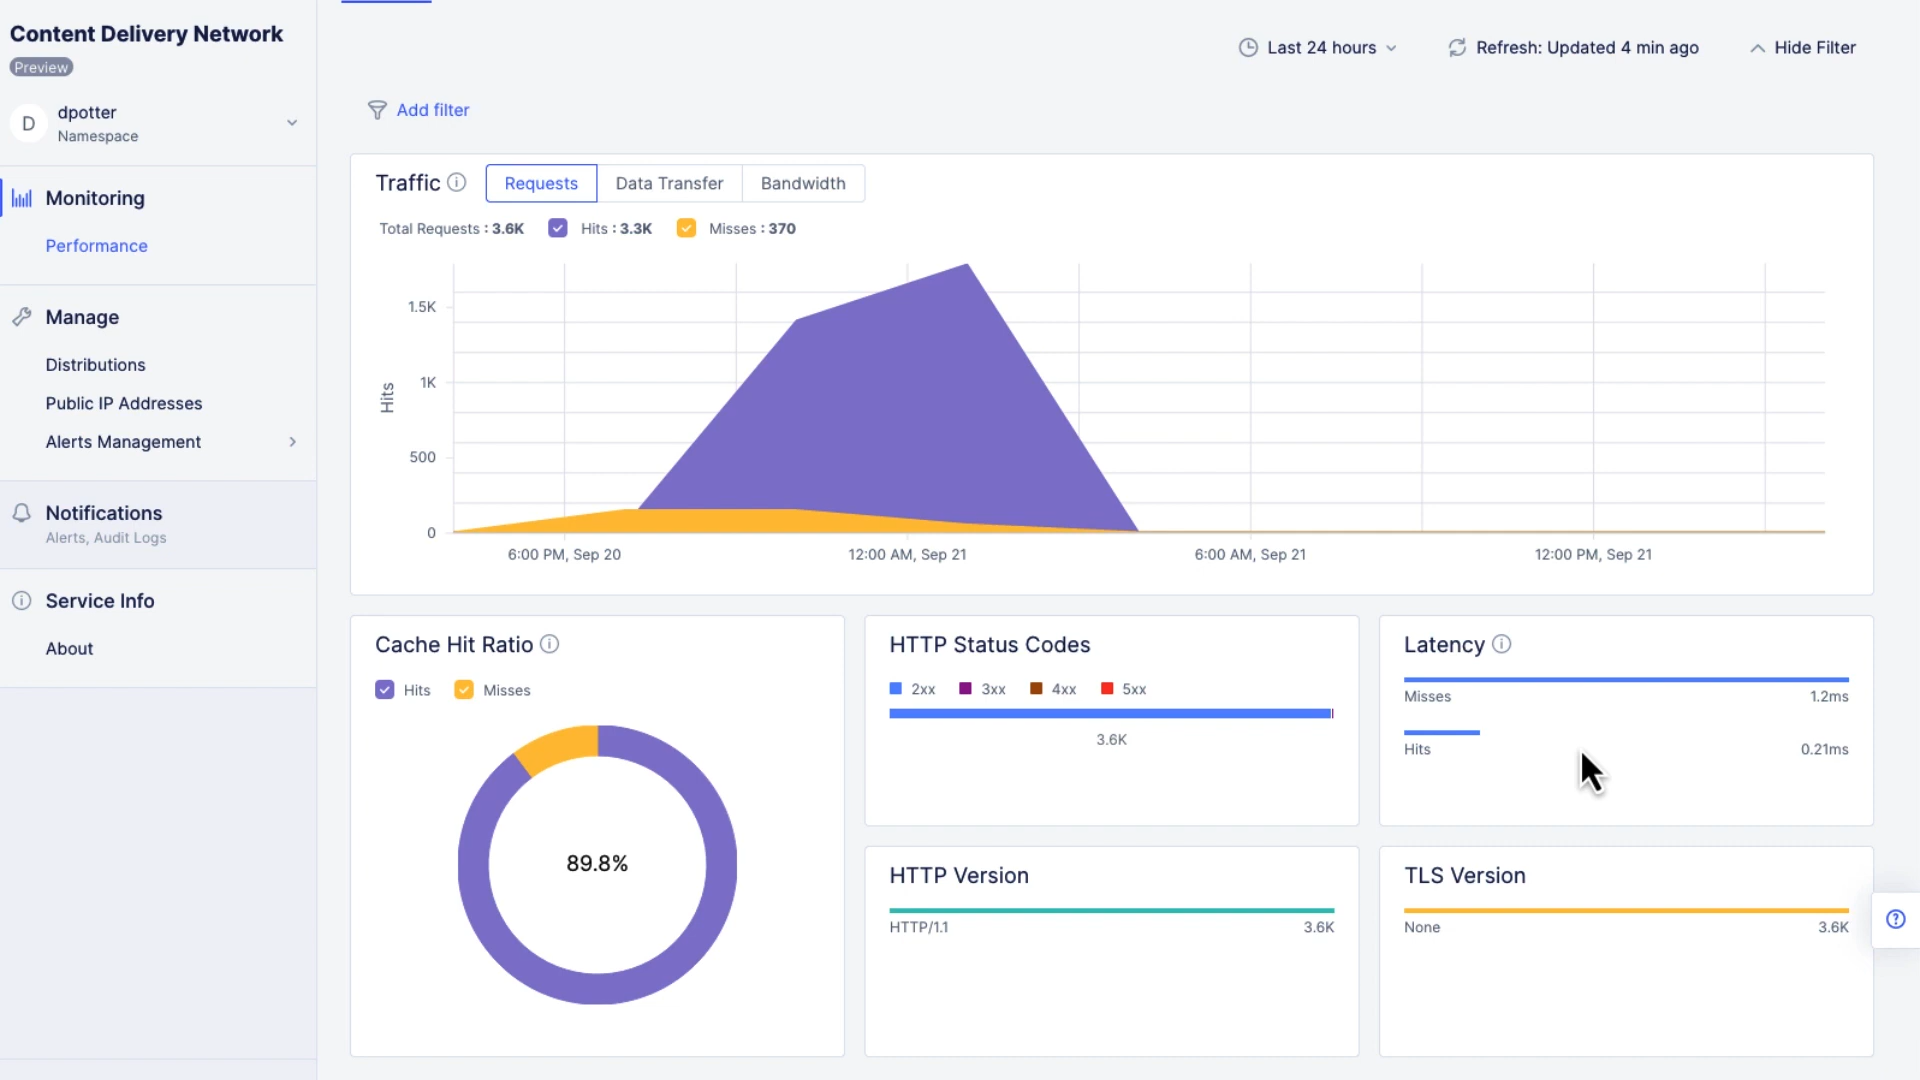 Content Delivery Network
Preview
D
dpotter
Namespace
Monitoring
Performance
Manage
Distributions
Public IP Addresses
Alerts Management
Notifications
Alerts, Audit Logs
Service Info
About
Last 24 hours
Refresh: Updated 4 min ago
Hide Filter
Add filter
Traffic
Requests
Data Transfer
Bandwidth
Total Requests : 3.6K
Hits : 3.3K
Misses : 370
Hits
1.5K
1K
500
0
6:00 PM, Sep 20
12:00 AM, Sep 21
6:00 AM, Sep 21
12:00 PM, Sep 21
Cache Hit Ratio
Hits
Misses
89.8%
HTTP Status Codes
2xx
3xx
4xx
5xx
3.6K
Latency
Misses 1.2ms
Hits 0.21ms
HTTP Version
HTTP/1.1 3.6K
TLS Version
None 3.6K